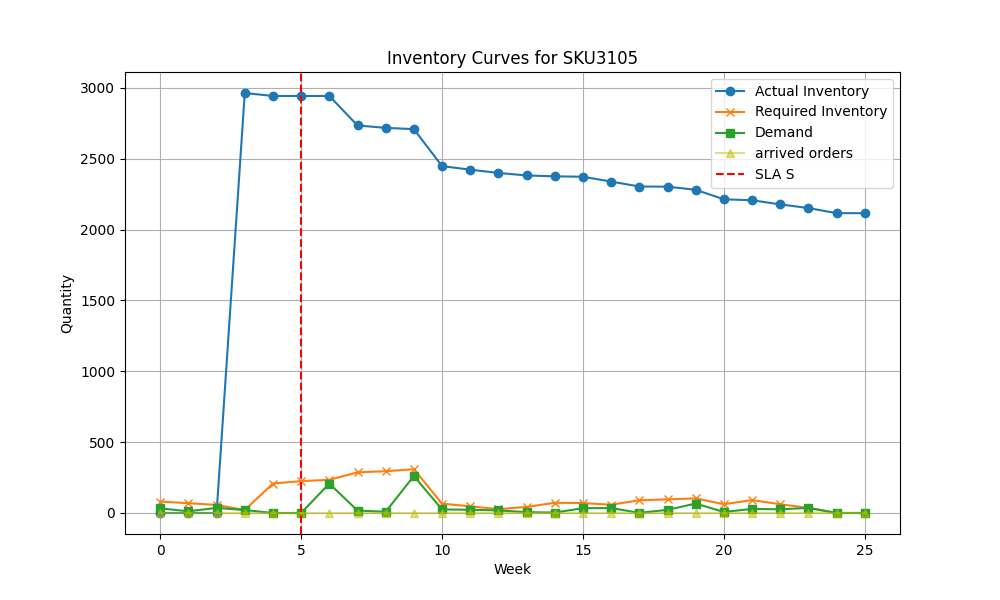 Inventory Curves for SKU3105
Actual Inventory
Required Inventory
Demand
arrived orders
SLA S
3000
2500
2000
1500
1000
500
0
Quantity
0 5 10 15 20 25
Week